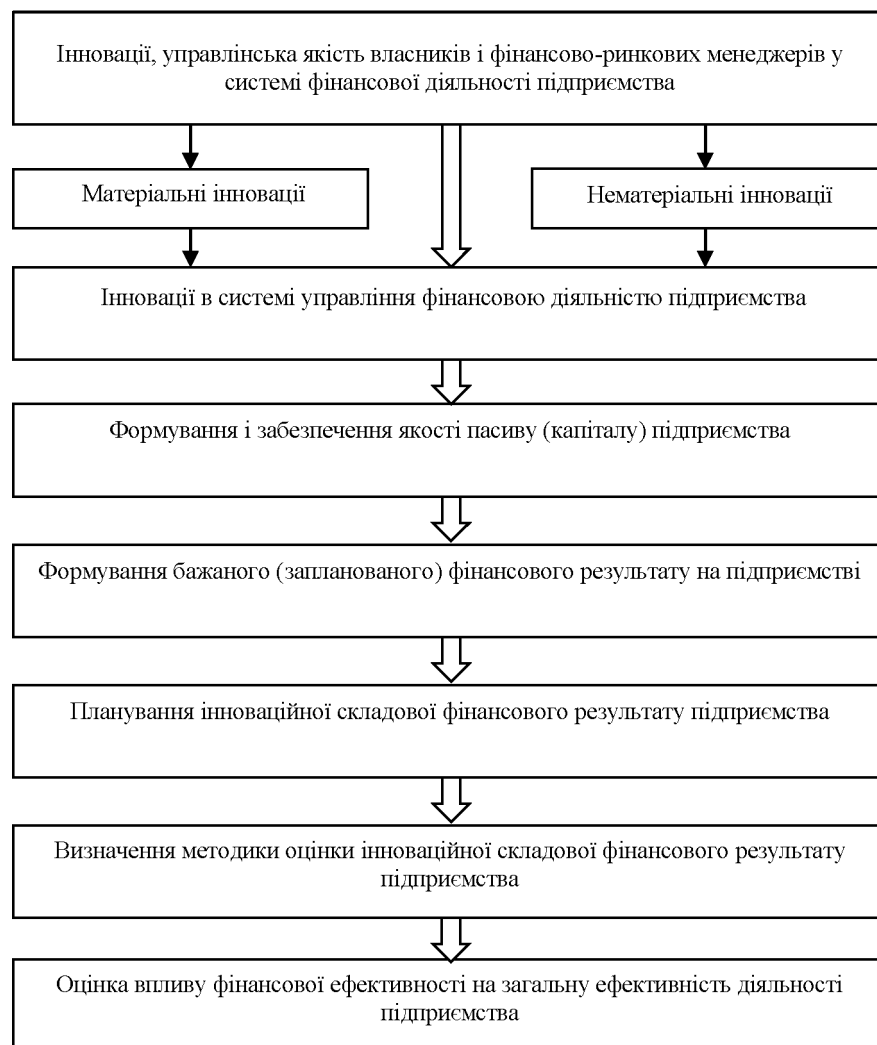 Інновації, управлінська якість власників і фінансово-ринкових менеджерів у
системі фінансової діяльності підприємства
Матеріальні інновації
Нематеріальні інновації
Інновації в системі управління фінансовою діяльністю підприємства
Формування і забезпечення якості пасиву (капіталу) підприємства
Формування бажаного (запланованого) фінансового результату на підприємстві
Планування інноваційної складової фінансового результату підприємства
Визначення методики оцінки інноваційної складової фінансового результату
підприємства
Оцінка впливу фінансової ефективності на загальну ефективність діяльності
підприємства